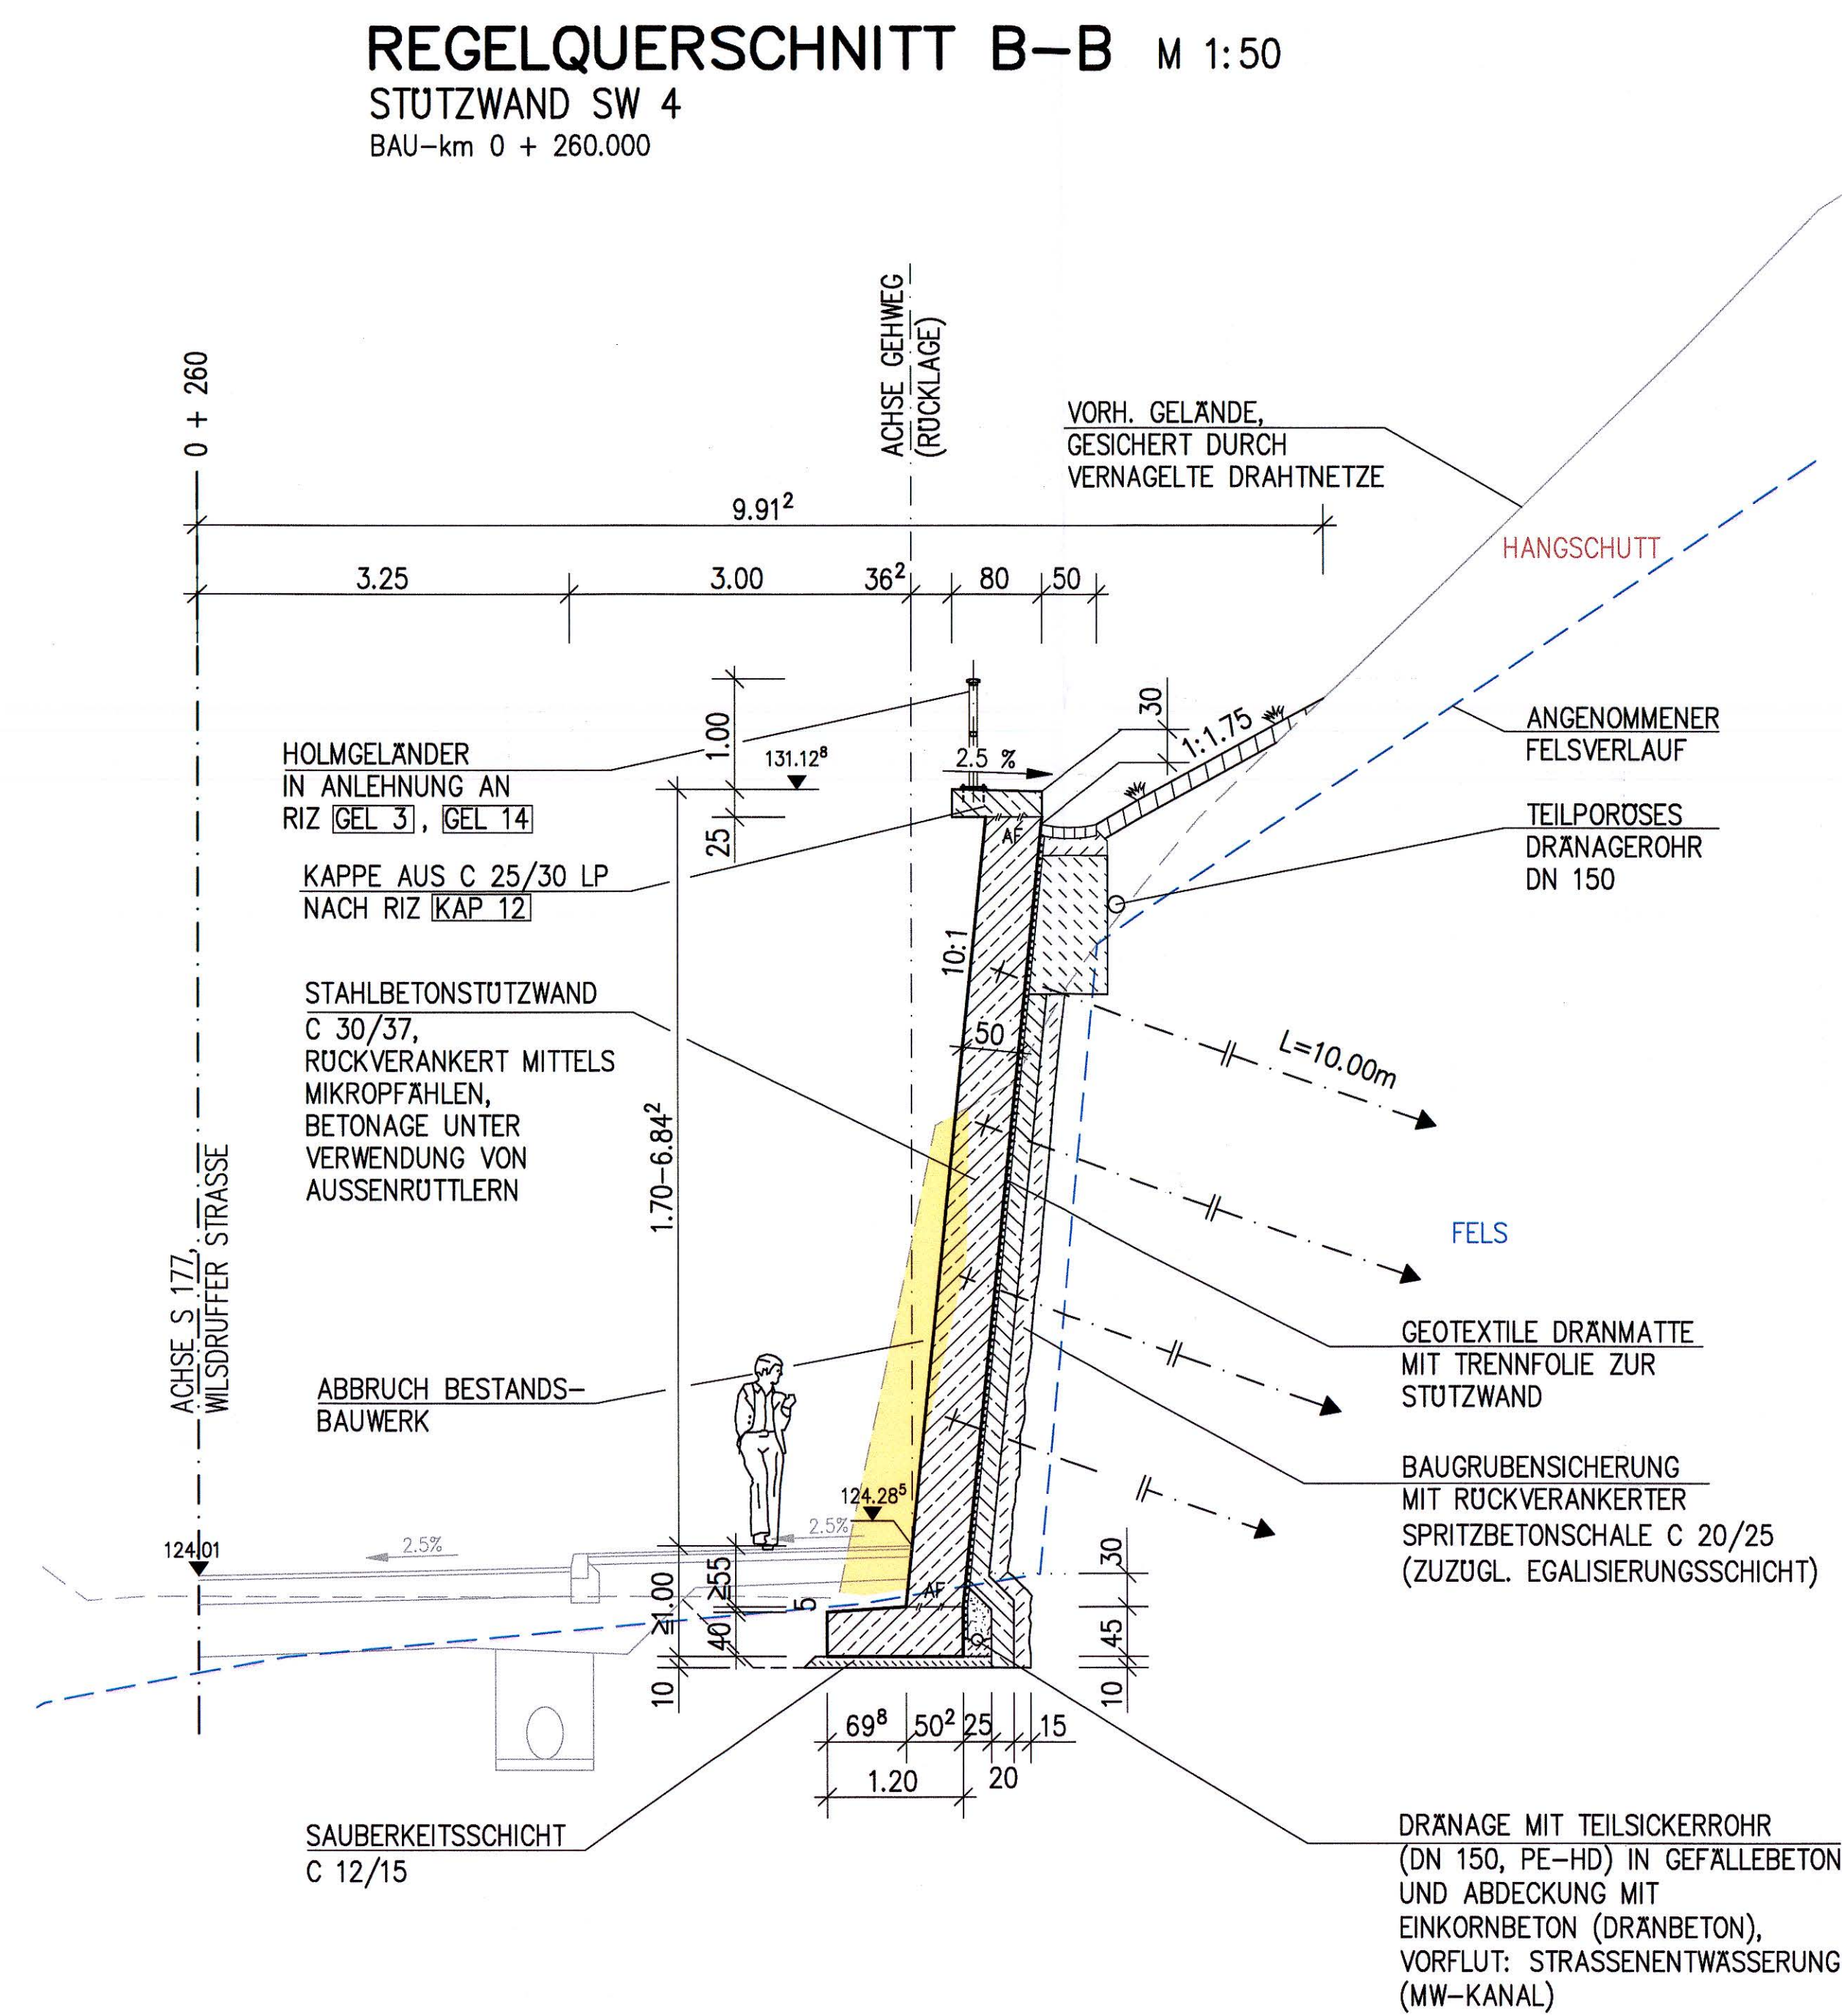 REGELQUERSCHNITT B–B M 1:50
STÜTZWAND SW 4
BAU–km 0 + 260.000
0 + 260
ACHSE GEHWEG
(RÜCKLAGE)
VORH. GELÄNDE,
GESICHERT DURCH
VERNAGELTE DRAHTNETZE
9.91²
HANGSCHUTT
3.25 3.00 36² 80 50
ANGENOMMENER
FELSVERLAUF
30
1:1.75
1.00
2.5 %
131.12⁸
25
AF
HOLMGELÄNDER
IN ANLEHNUNG AN
RIZ GEL 3, GEL 14
TEILPORÖSES
DRÄNAGEROHR
DN 150
KAPPE AUS C 25/30 LP
NACH RIZ KAP 12
10:1
STAHLBETONSTÜTZWAND
C 30/37,
RÜCKVERANKERT MITTELS
MIKROPFÄHLEN,
BETONAGE UNTER
VERWENDUNG VON
AUSSENRÜTTLERN
50
L=10.00m
1.70–6.84²
FELS
ACHSE S 177,
WILSDRUFFER STRASSE
GEOTEXTILE DRÄNMATTE
MIT TRENNFOLIE ZUR
STÜTZWAND
ABBRUCH BESTANDS–
BAUWERK
BAUGRUBENSICHERUNG
MIT RÜCKVERANKERTER
SPRITZBETONSCHALE C 20/25
(ZUZÜGL. EGALISIERUNGSSCHICHT)
124.28⁵
2.5%
2.5%
124.01
≥1.00
≥55
5
40
10
AF
30
45
10
69⁸ 50² 25 15
1.20 20
SAUBERKEITSSCHICHT
C 12/15
DRÄNAGE MIT TEILSICKERROHR
(DN 150, PE–HD) IN GEFÄLLEBETON
UND ABDECKUNG MIT
EINKORNBETON (DRÄNBETON),
VORFLUT: STRASSENENTWÄSSERUNG
(MW–KANAL)